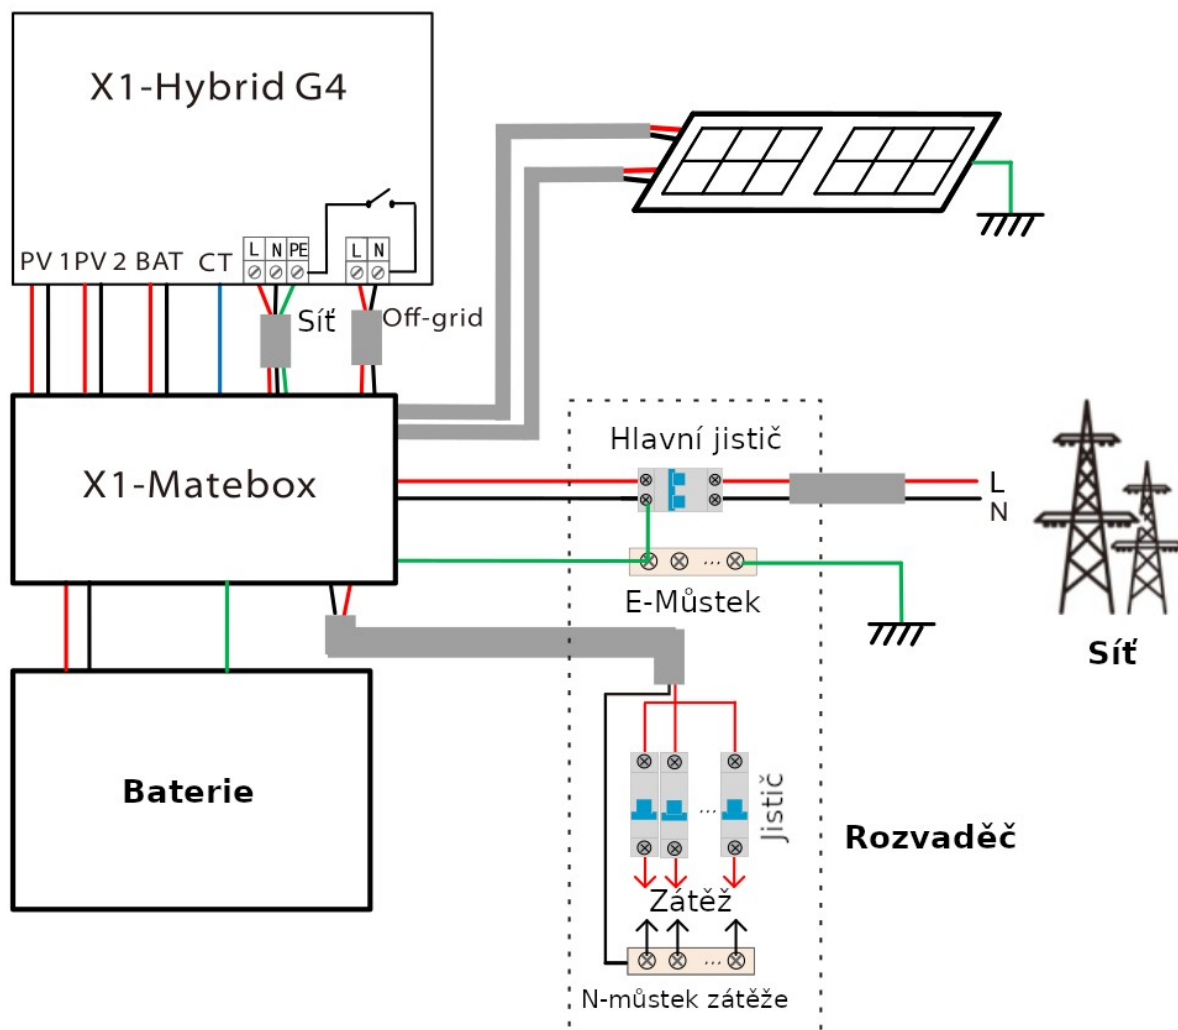 X1-Hybrid G4
L N PE
L N
PV 1 PV 2 BAT CT
Síť
Off-grid
X1-Matebox
Hlavní jistič
L
N
...
E-Můstek
Síť
Baterie
...
Jistič
Rozvaděč
Zátěž
...
N-můstek zátěže